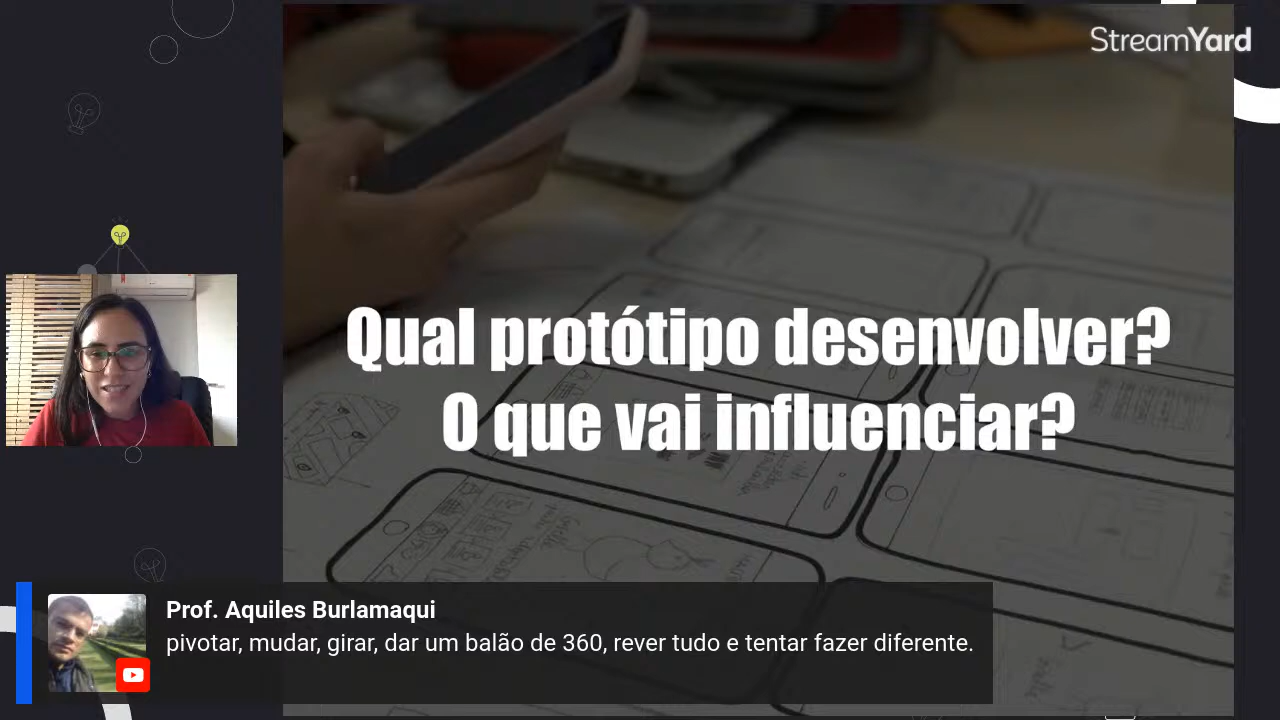 StreamYard
Qual protótipo desenvolver?
O que vai influenciar?
Prof. Aquiles Burlamaqui
pivotar, mudar, girar, dar um balão de 360, rever tudo e tentar fazer diferente.